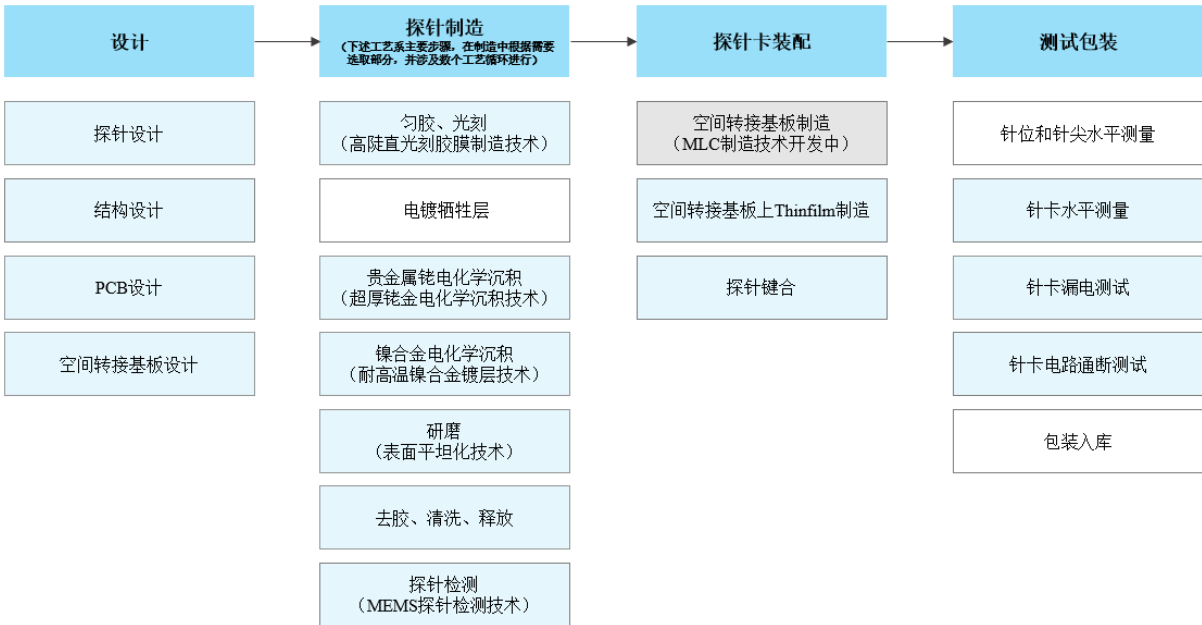 设计
探针制造
（下述工艺系主要步骤，在制造中根据需要
选取部分，并涉及数个工艺循环进行）
探针卡装配
测试包装
探针设计
结构设计
PCB设计
空间转接基板设计
匀胶、光刻
（高陡直光刻胶膜制造技术）
电镀牺牲层
贵金属铑电化学沉积
（超厚铑金电化学沉积技术）
镍合金电化学沉积
（耐高温镍合金镀层技术）
研磨
（表面平坦化技术）
去胶、清洗、释放
探针检测
（MEMS探针检测技术）
空间转接基板制造
（MLC制造技术开发中）
空间转接基板上Thinfilm制造
探针键合
针位和针尖水平测量
针卡水平测量
针卡漏电测试
针卡电路通断测试
包装入库